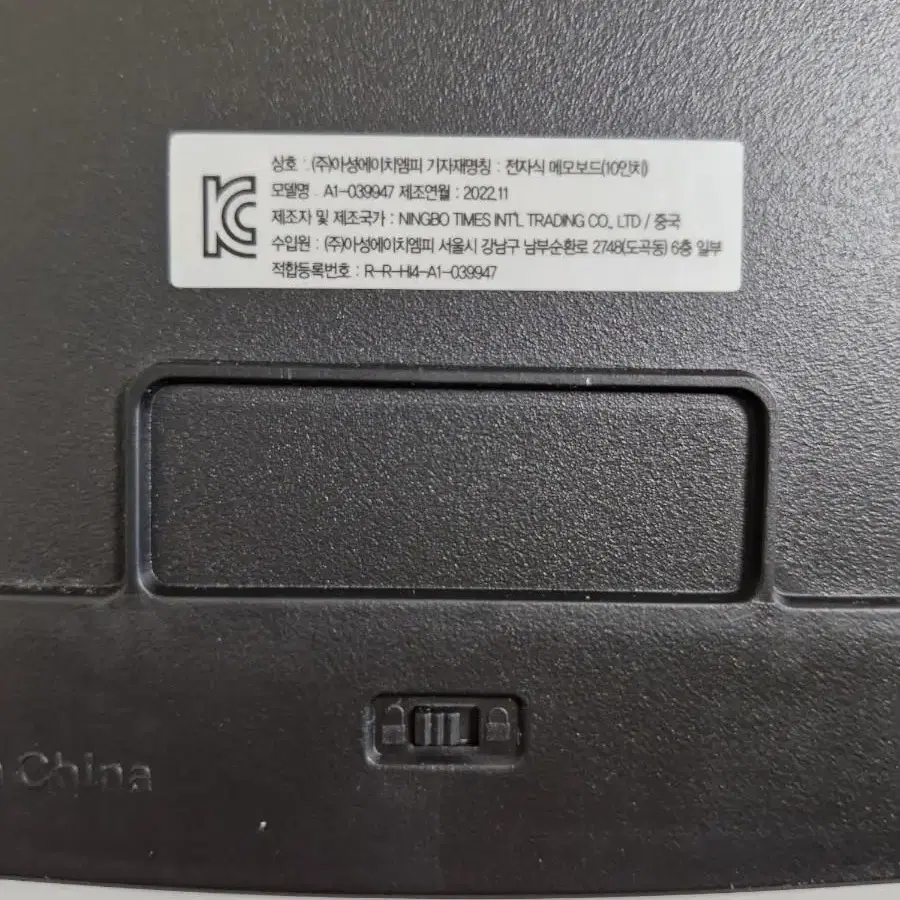 상호 : (주)아성에이치엠피 기자재명칭 : 전자식 메모보드(10인치)
모델명 . A1-039947 제조연월 : 2022.11
제조자 및 제조국가 : NINGBO TIMES INT'L TRADING CO., LTD / 중국
수입원 : (주)아성에이치엠피 서울시 강남구 남부순환로 2748(도곡동) 6층 일부
적합등록번호 : R-R-HI4-A1-039947
China